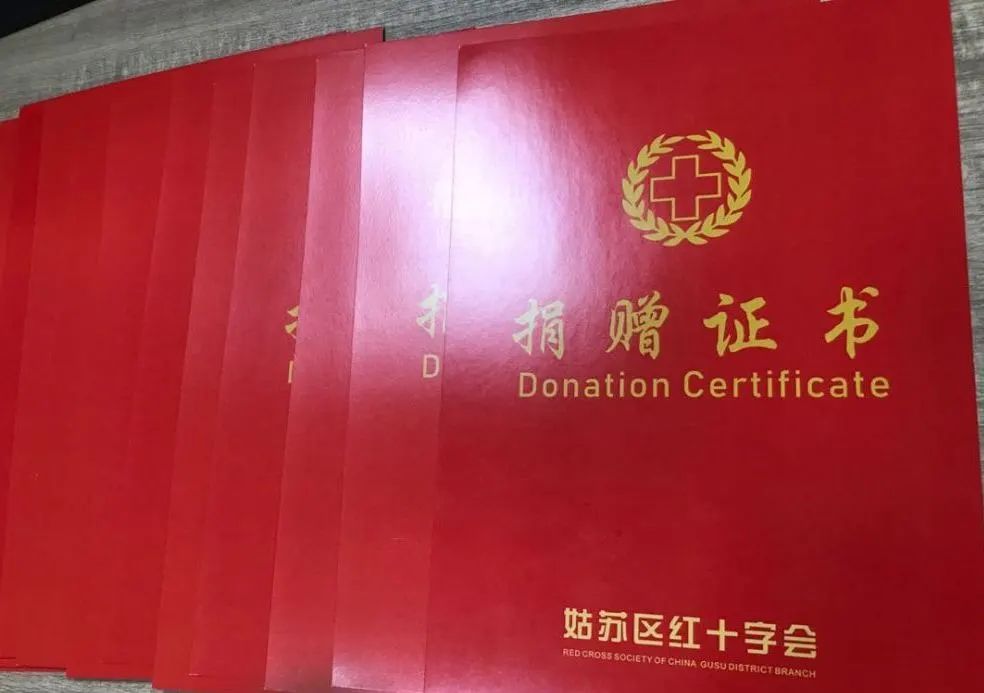 捐赠证书
Donation Certificate
姑苏区红十字会
RED CROSS SOCIETY OF CHINA GUSU DISTRICT BRANCH
D